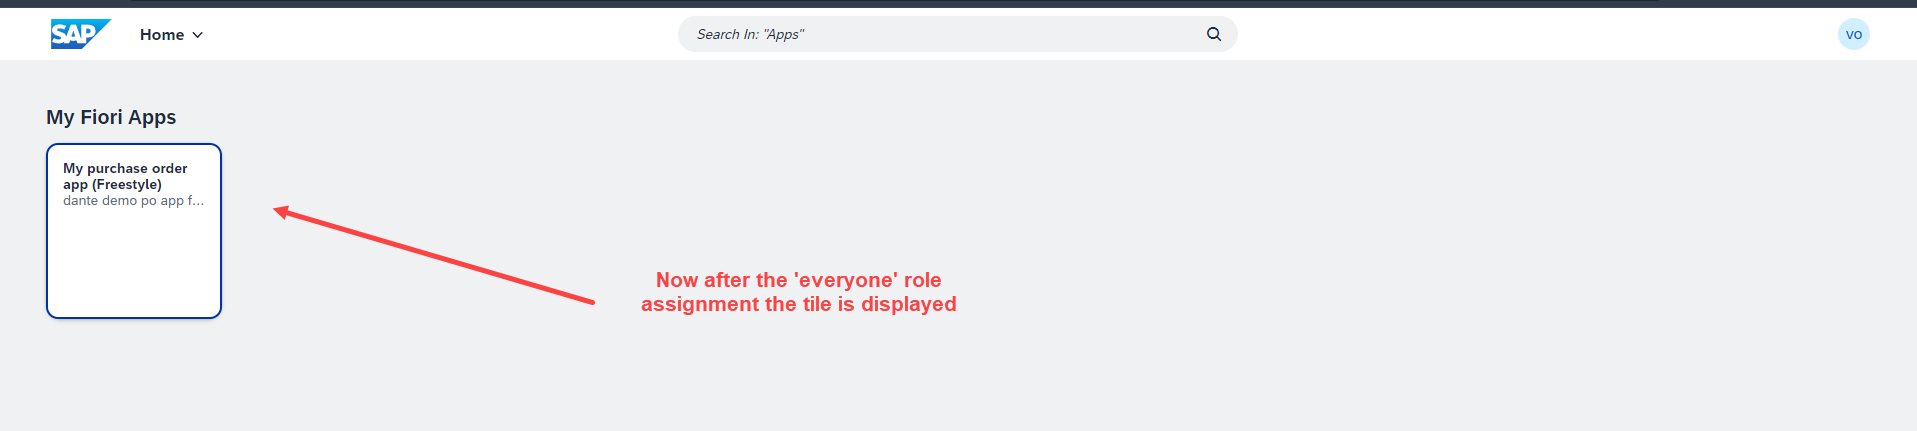 SAP
Home
Search In: "Apps"
VO
My Fiori Apps
My purchase order
app (Freestyle)
dante demo po app f...
Now after the 'everyone' role
assignment the tile is displayed